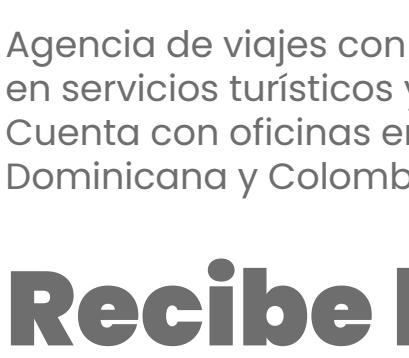 Agencia de viajes con
en servicios turísticos
Cuenta con oficinas
Dominicana y
Recibe